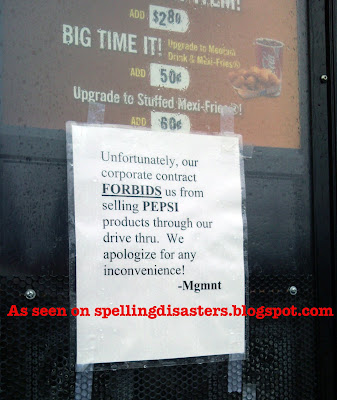 ITEM!
ADD $2.80
BIG TIME IT! Upgrade to Moncast
Drink & Mexi-Fries®!
ADD 50¢
Upgrade to Stuffed Mexi-Fries®!
ADD 60¢
Unfortunately, our
corporate contract
FORBIDS us from
selling PEPSI
products through our
drive thru. We
apologize for any
inconvenience!
-Mgmnt
As seen on spellingdisasters.blogspot.com